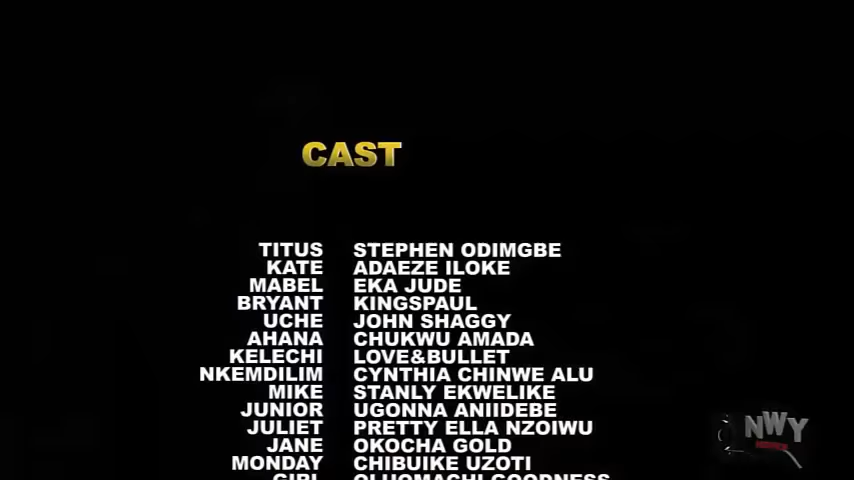 CAST
TITUS STEPHEN ODIMGBE
KATE ADAEZE ILOKE
MABEL EKA JUDE
BRYANT KINGSPAUL
UCHE JOHN SHAGGY
AHANA CHUKWU AMADA
KELECHI LOVE&BULLET
NKEMDILIM CYNTHIA CHINWE ALU
MIKE STANLY EKWELIKE
JUNIOR UGONNA ANIIDEBE
JULIET PRETTY ELLA NZOIWU
JANE OKOCHA GOLD
MONDAY CHIBUIKE UZOTI
GIRL GOODNESS
NWY